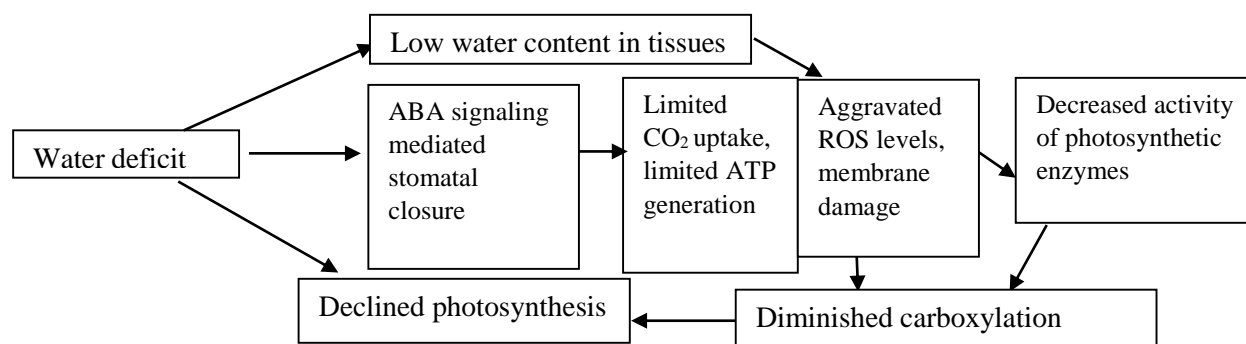 Low water content in tissues
Water deficit
ABA signaling
mediated
stomatal
closure
Limited
CO₂ uptake,
limited ATP
generation
Aggravated
ROS levels,
membrane
damage
Decreased activity
of photosynthetic
enzymes
Declined photosynthesis
Diminished carboxylation